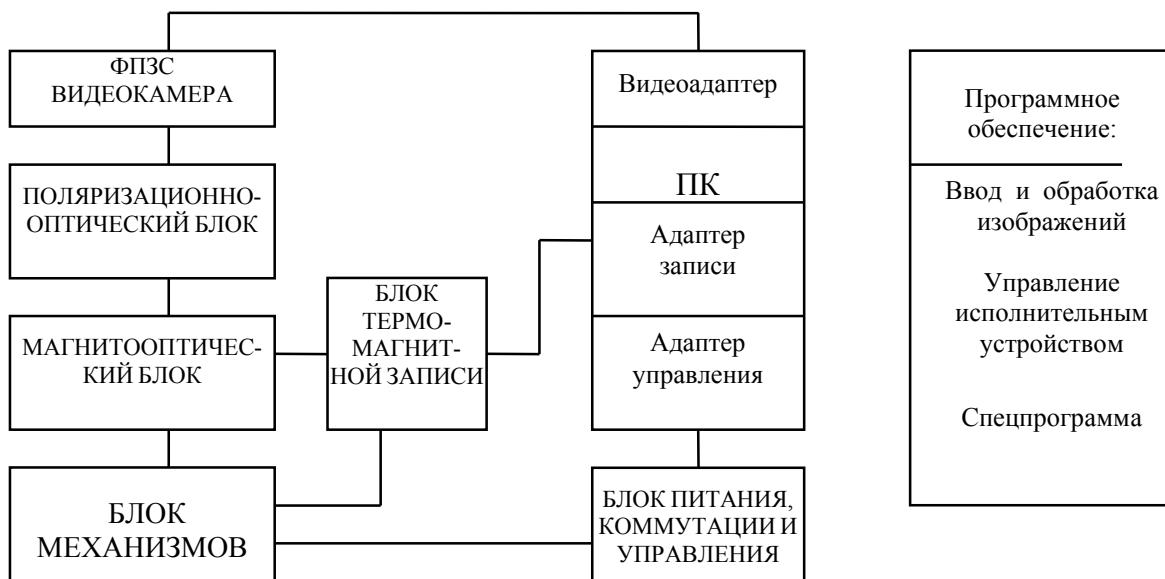 ФПЗС
ВИДЕОКАМЕРА
ПОЛЯРИЗАЦИОННО-
ОПТИЧЕСКИЙ БЛОК
МАГНИТООПТИЧЕС-
КИЙ БЛОК
БЛОК
МЕХАНИЗМОВ
БЛОК
ТЕРМО-
МАГНИТ-
НОЙ ЗАПИСИ
Видеоадаптер
ПК
Адаптер
записи
Адаптер
управления
БЛОК ПИТАНИЯ,
КОММУТАЦИИ И
УПРАВЛЕНИЯ
Программное
обеспечение:
Ввод и обработка
изображений
Управление
исполнительным
устройством
Спецпрограмма